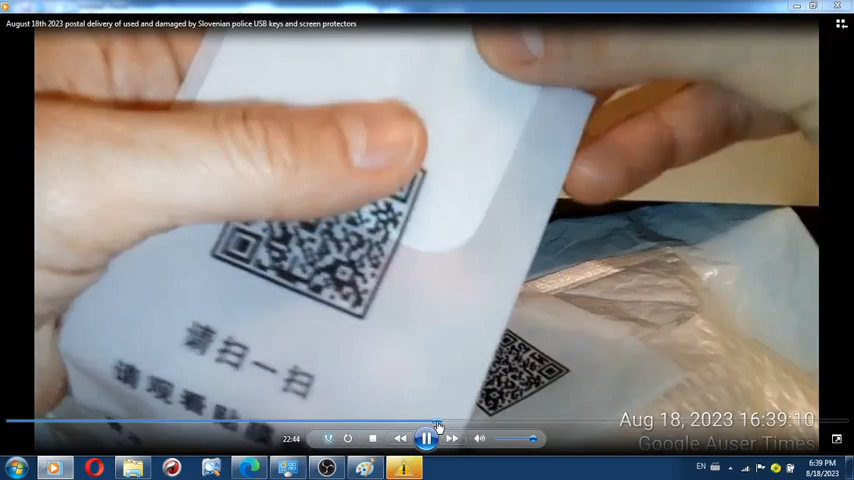 August 18th 2023 postal delivery of used and damaged by Slovenian police USB keys and screen protectors
请扫一扫
请观看贴膜
Aug 18, 2023 16:39:10
Google Auser Times
22:44
EN
6:39 PM
8/18/2023